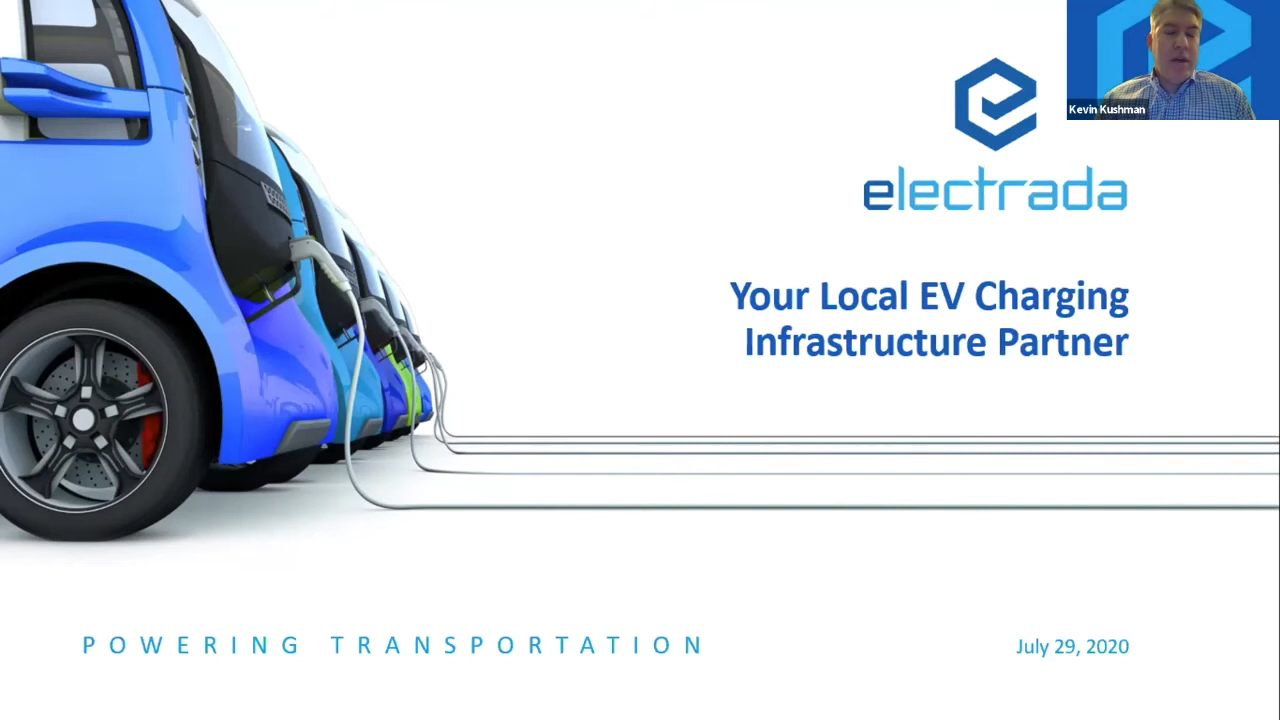 Kevin Kushman
electrada
Your Local EV Charging
Infrastructure Partner
POWERING TRANSPORTATION
July 29, 2020